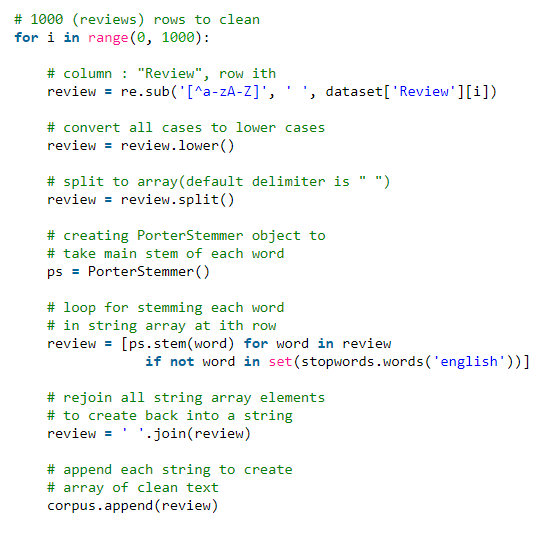 # 1000 (reviews) rows to clean
for i in range(0, 1000):

    # column : "Review", row ith
    review = re.sub('[^a-zA-Z]', ' ', dataset['Review'][i])

    # convert all cases to lower cases
    review = review.lower()

    # split to array(default delimiter is " ")
    review = review.split()

    # creating PorterStemmer object to
    # take main stem of each word
    ps = PorterStemmer()

    # loop for stemming each word
    # in string array at ith row
    review = [ps.stem(word) for word in review
                if not word in set(stopwords.words('english'))]

    # rejoin all string array elements
    # to create back into a string
    review = ' '.join(review)

    # append each string to create
    # array of clean text
    corpus.append(review)